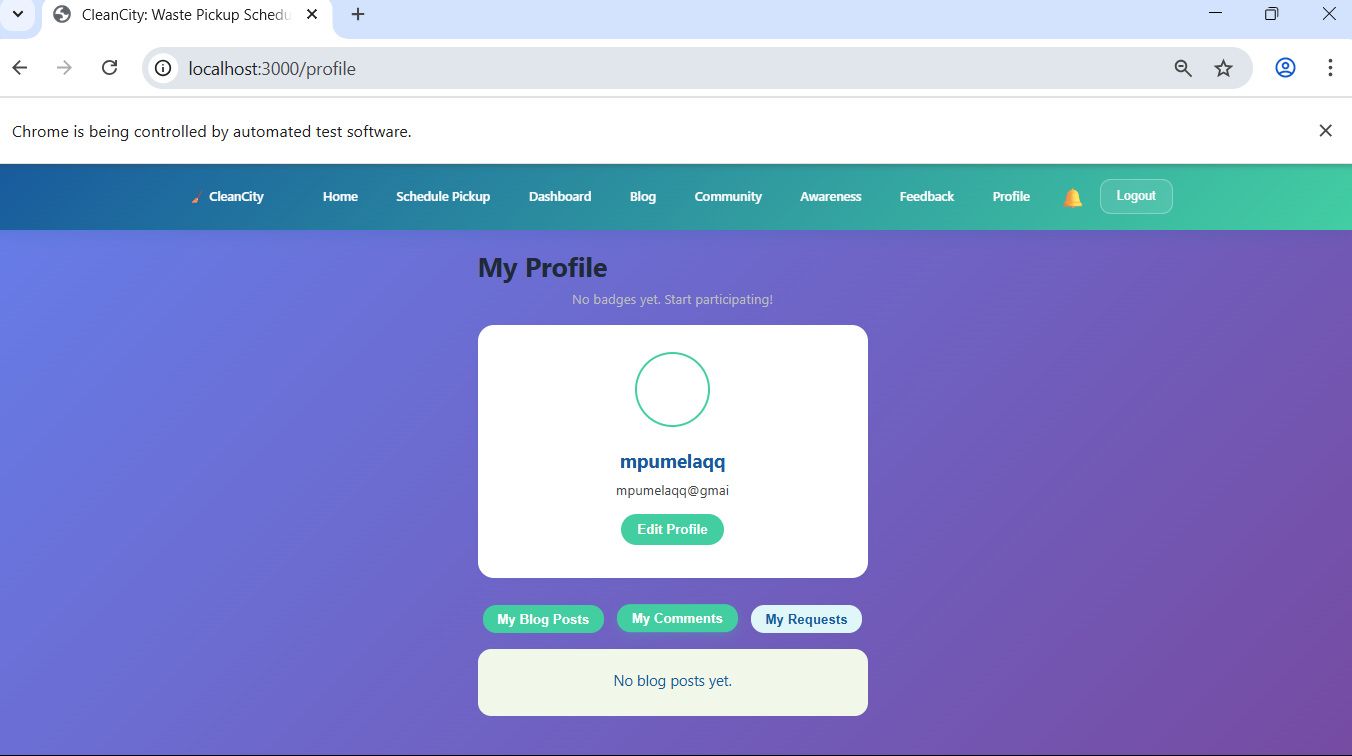 CleanCity: Waste Pickup Schedu
localhost:3000/profile
Chrome is being controlled by automated test software.
CleanCity Home Schedule Pickup Dashboard Blog Community Awareness Feedback Profile Logout
My Profile
No badges yet. Start participating!
mpumelaqq
mpumelaqq@gmai
Edit Profile
My Blog Posts My Comments My Requests
No blog posts yet.